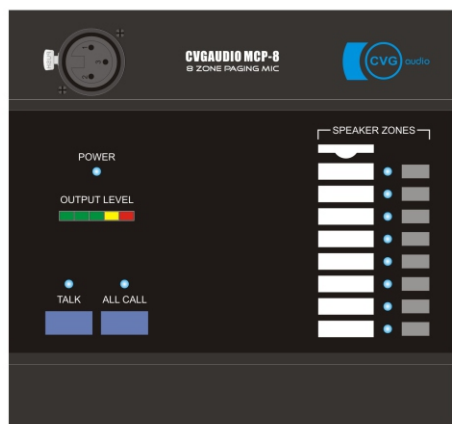 CVGAUDIO MCP-8
8 ZONE PAGING MIC
CVG audio
SPEAKER ZONES
POWER
OUTPUT LEVEL
TALK
ALL CALL